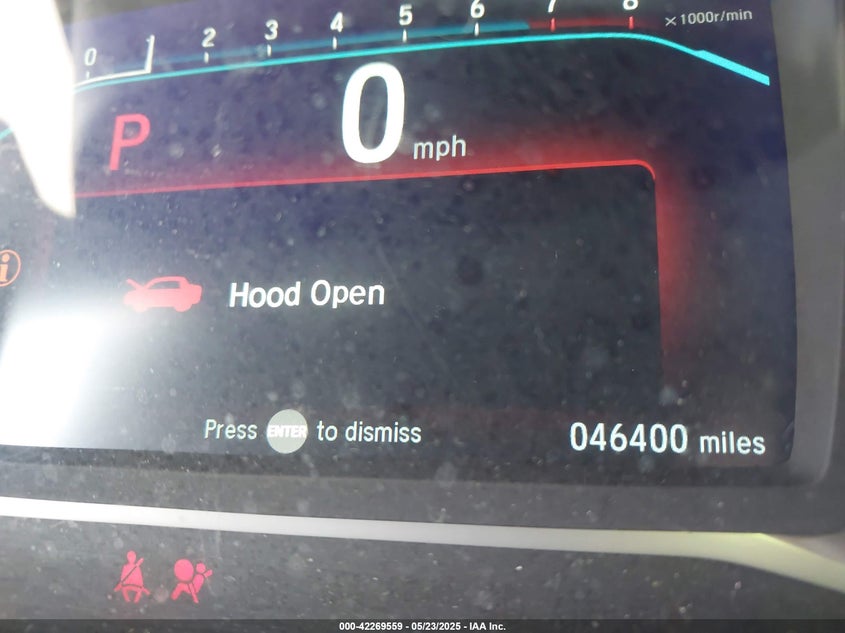 0 1 2 3 4 5 6 7 8 x1000r/min
P 0 mph
i Hood Open
Press ENTER to dismiss 046400 miles
000-42269559 - 05/23/2025 - IAA Inc.